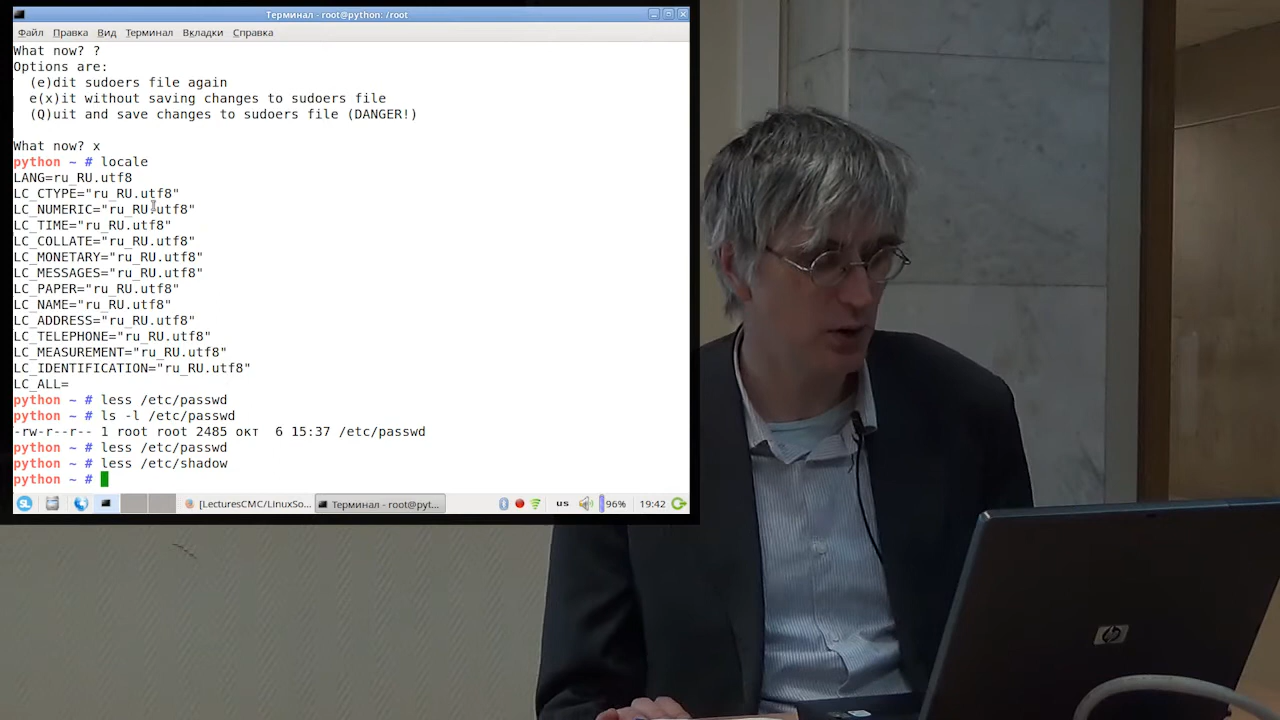 Терминал - root@python: /root
Файл Правка Вид Терминал Вкладки Справка
What now? ?
Options are:
(e)dit sudoers file again
e(x)it without saving changes to sudoers file
(Q)uit and save changes to sudoers file (DANGER!)
What now? x
python ~ # locale
LANG=ru_RU.utf8
LC_CTYPE="ru_RU.utf8"
LC_NUMERIC="ru_RU.utf8"
LC_TIME="ru_RU.utf8"
LC_COLLATE="ru_RU.utf8"
LC_MONETARY="ru_RU.utf8"
LC_MESSAGES="ru_RU.utf8"
LC_PAPER="ru_RU.utf8"
LC_NAME="ru_RU.utf8"
LC_ADDRESS="ru_RU.utf8"
LC_TELEPHONE="ru_RU.utf8"
LC_MEASUREMENT="ru_RU.utf8"
LC_IDENTIFICATION="ru_RU.utf8"
LC_ALL=
python ~ # less /etc/passwd
python ~ # ls -l /etc/passwd
-rw-r--r-- 1 root root 2485 окт  6 15:37 /etc/passwd
python ~ # less /etc/passwd
python ~ # less /etc/shadow
python ~ #
SL [LecturesCMC/LinuxSo... Терминал - root@pyt... us 96% 19:42
hp